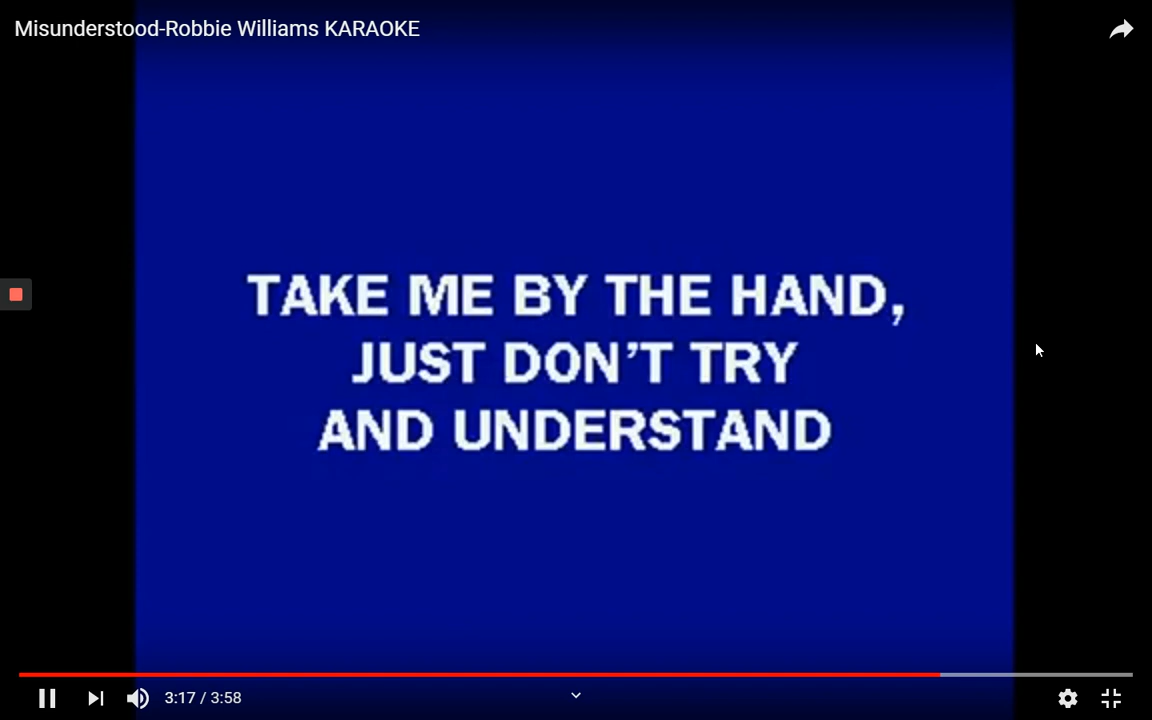 Misunderstood-Robbie Williams KARAOKE
TAKE ME BY THE HAND,
JUST DON'T TRY
AND UNDERSTAND
3:17 / 3:58